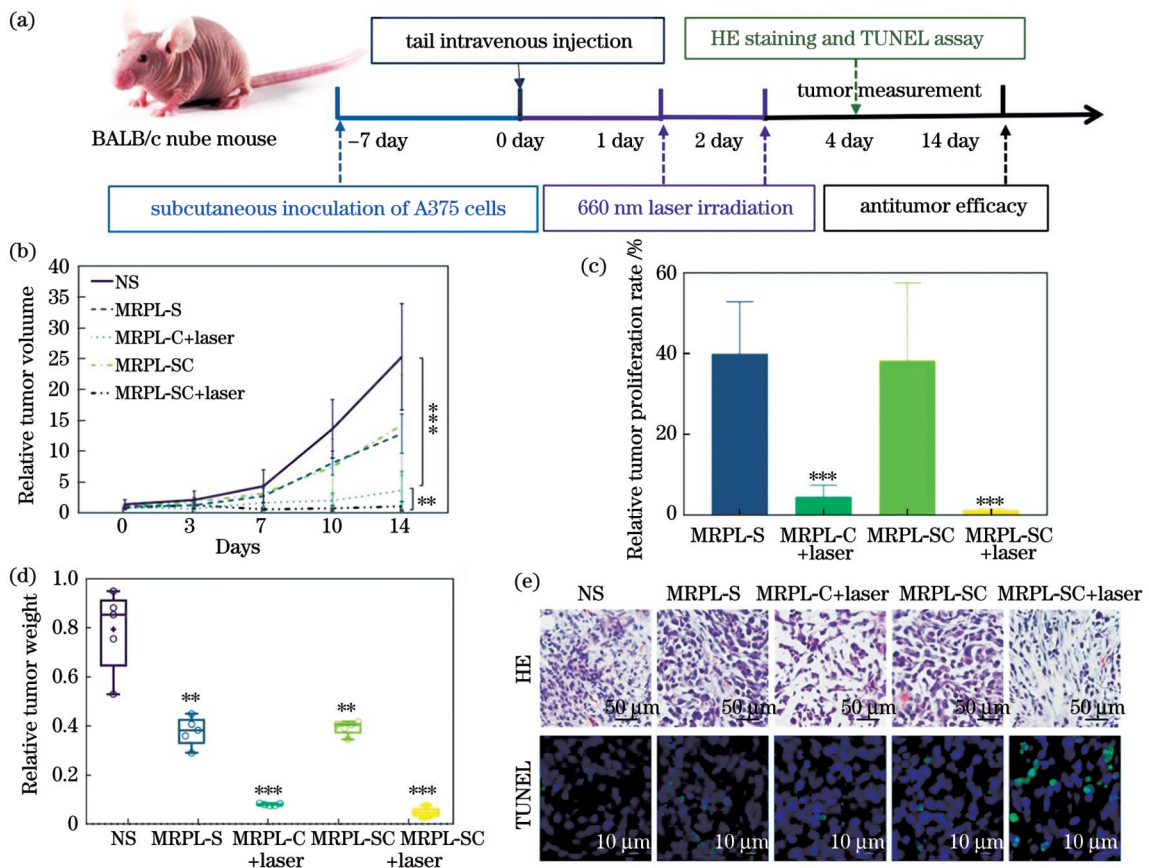 (a)
tail intravenous injection
HE staining and TUNEL assay
tumor measurement
BALB/c nube mouse
−7 day
0 day
1 day
2 day
4 day
14 day
subcutaneous inoculation of A375 cells
660 nm laser irradiation
antitumor efficacy
(b)
Relative tumor voluume
40
35
30
25
20
15
10
5
0
NS
MRPL-S
MRPL-C+laser
MRPL-SC
MRPL-SC+laser
***
**
0
3
7
10
14
Days
(c)
Relative tumor proliferation rate /%
60
40
20
0
***
***
MRPL-S
MRPL-C
+laser
MRPL-SC
MRPL-SC
+laser
(d)
Relative tumor weight
1.0
0.8
0.6
0.4
0.2
0
**
***
**
***
NS
MRPL-S
MRPL-C
+laser
MRPL-SC
MRPL-SC
+laser
(e)
NS
MRPL-S
MRPL-C+laser
MRPL-SC
MRPL-SC+laser
HE
50 μm
50 μm
50 μm
50 μm
50 μm
TUNEL
10 μm
10 μm
10 μm
10 μm
10 μm